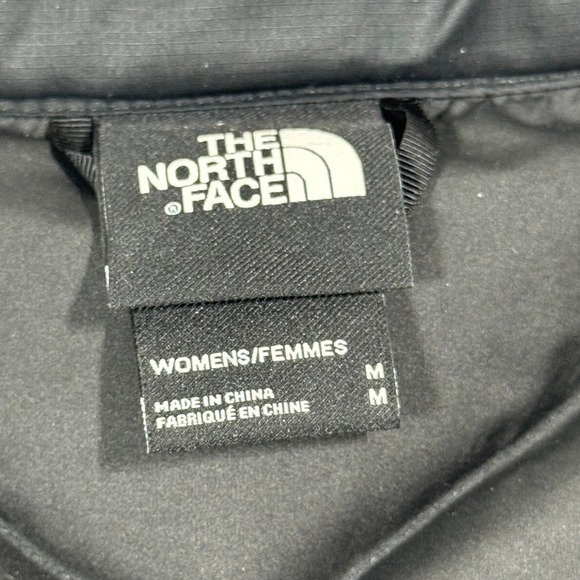 THE
NORTH
® FACE
WOMENS/FEMMES
M
MADE IN CHINA
M
FABRIQUÉ EN CHINE